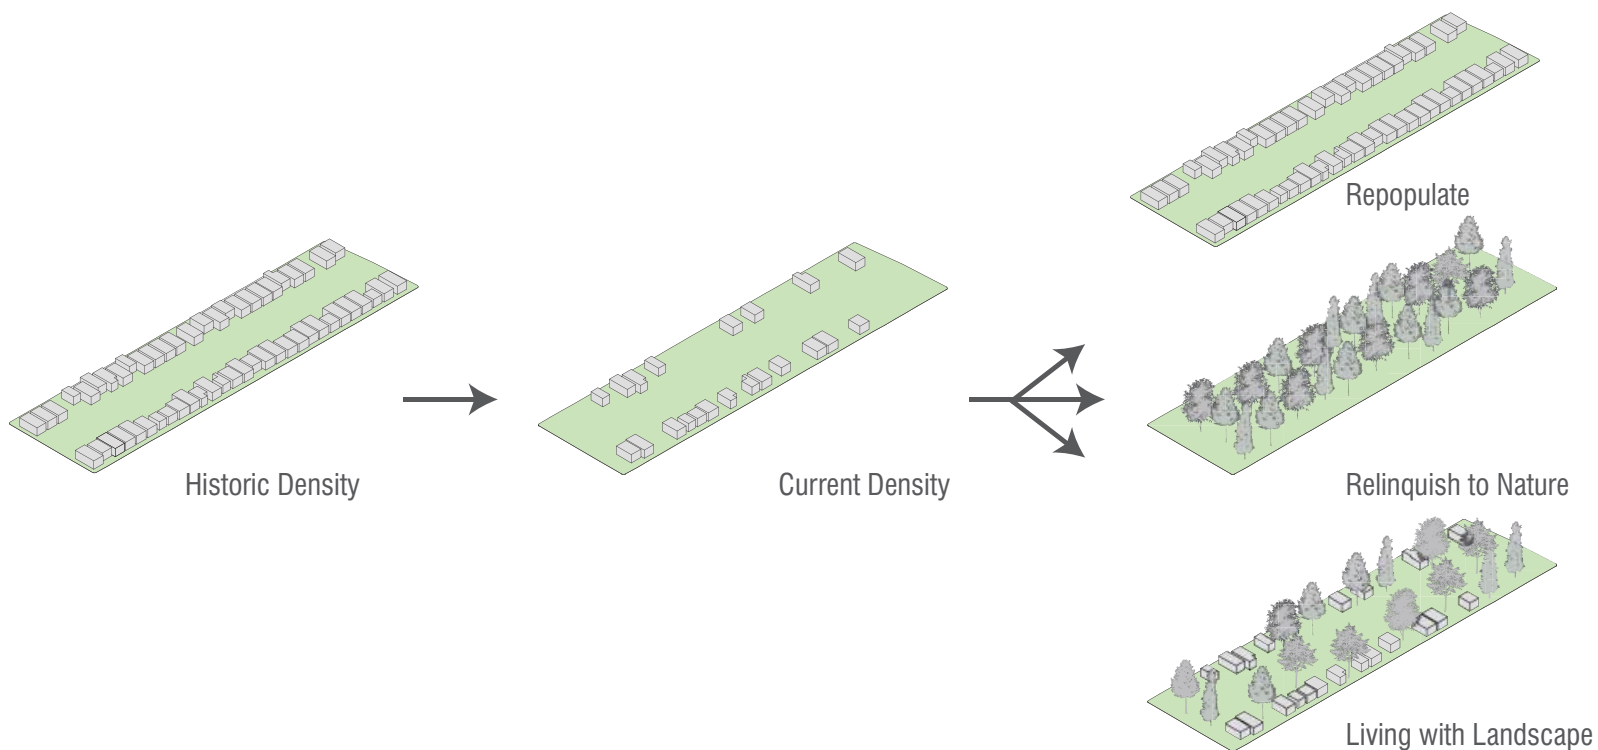 Repopulate
Historic Density
Current Density
Relinquish to Nature
Living with Landscape